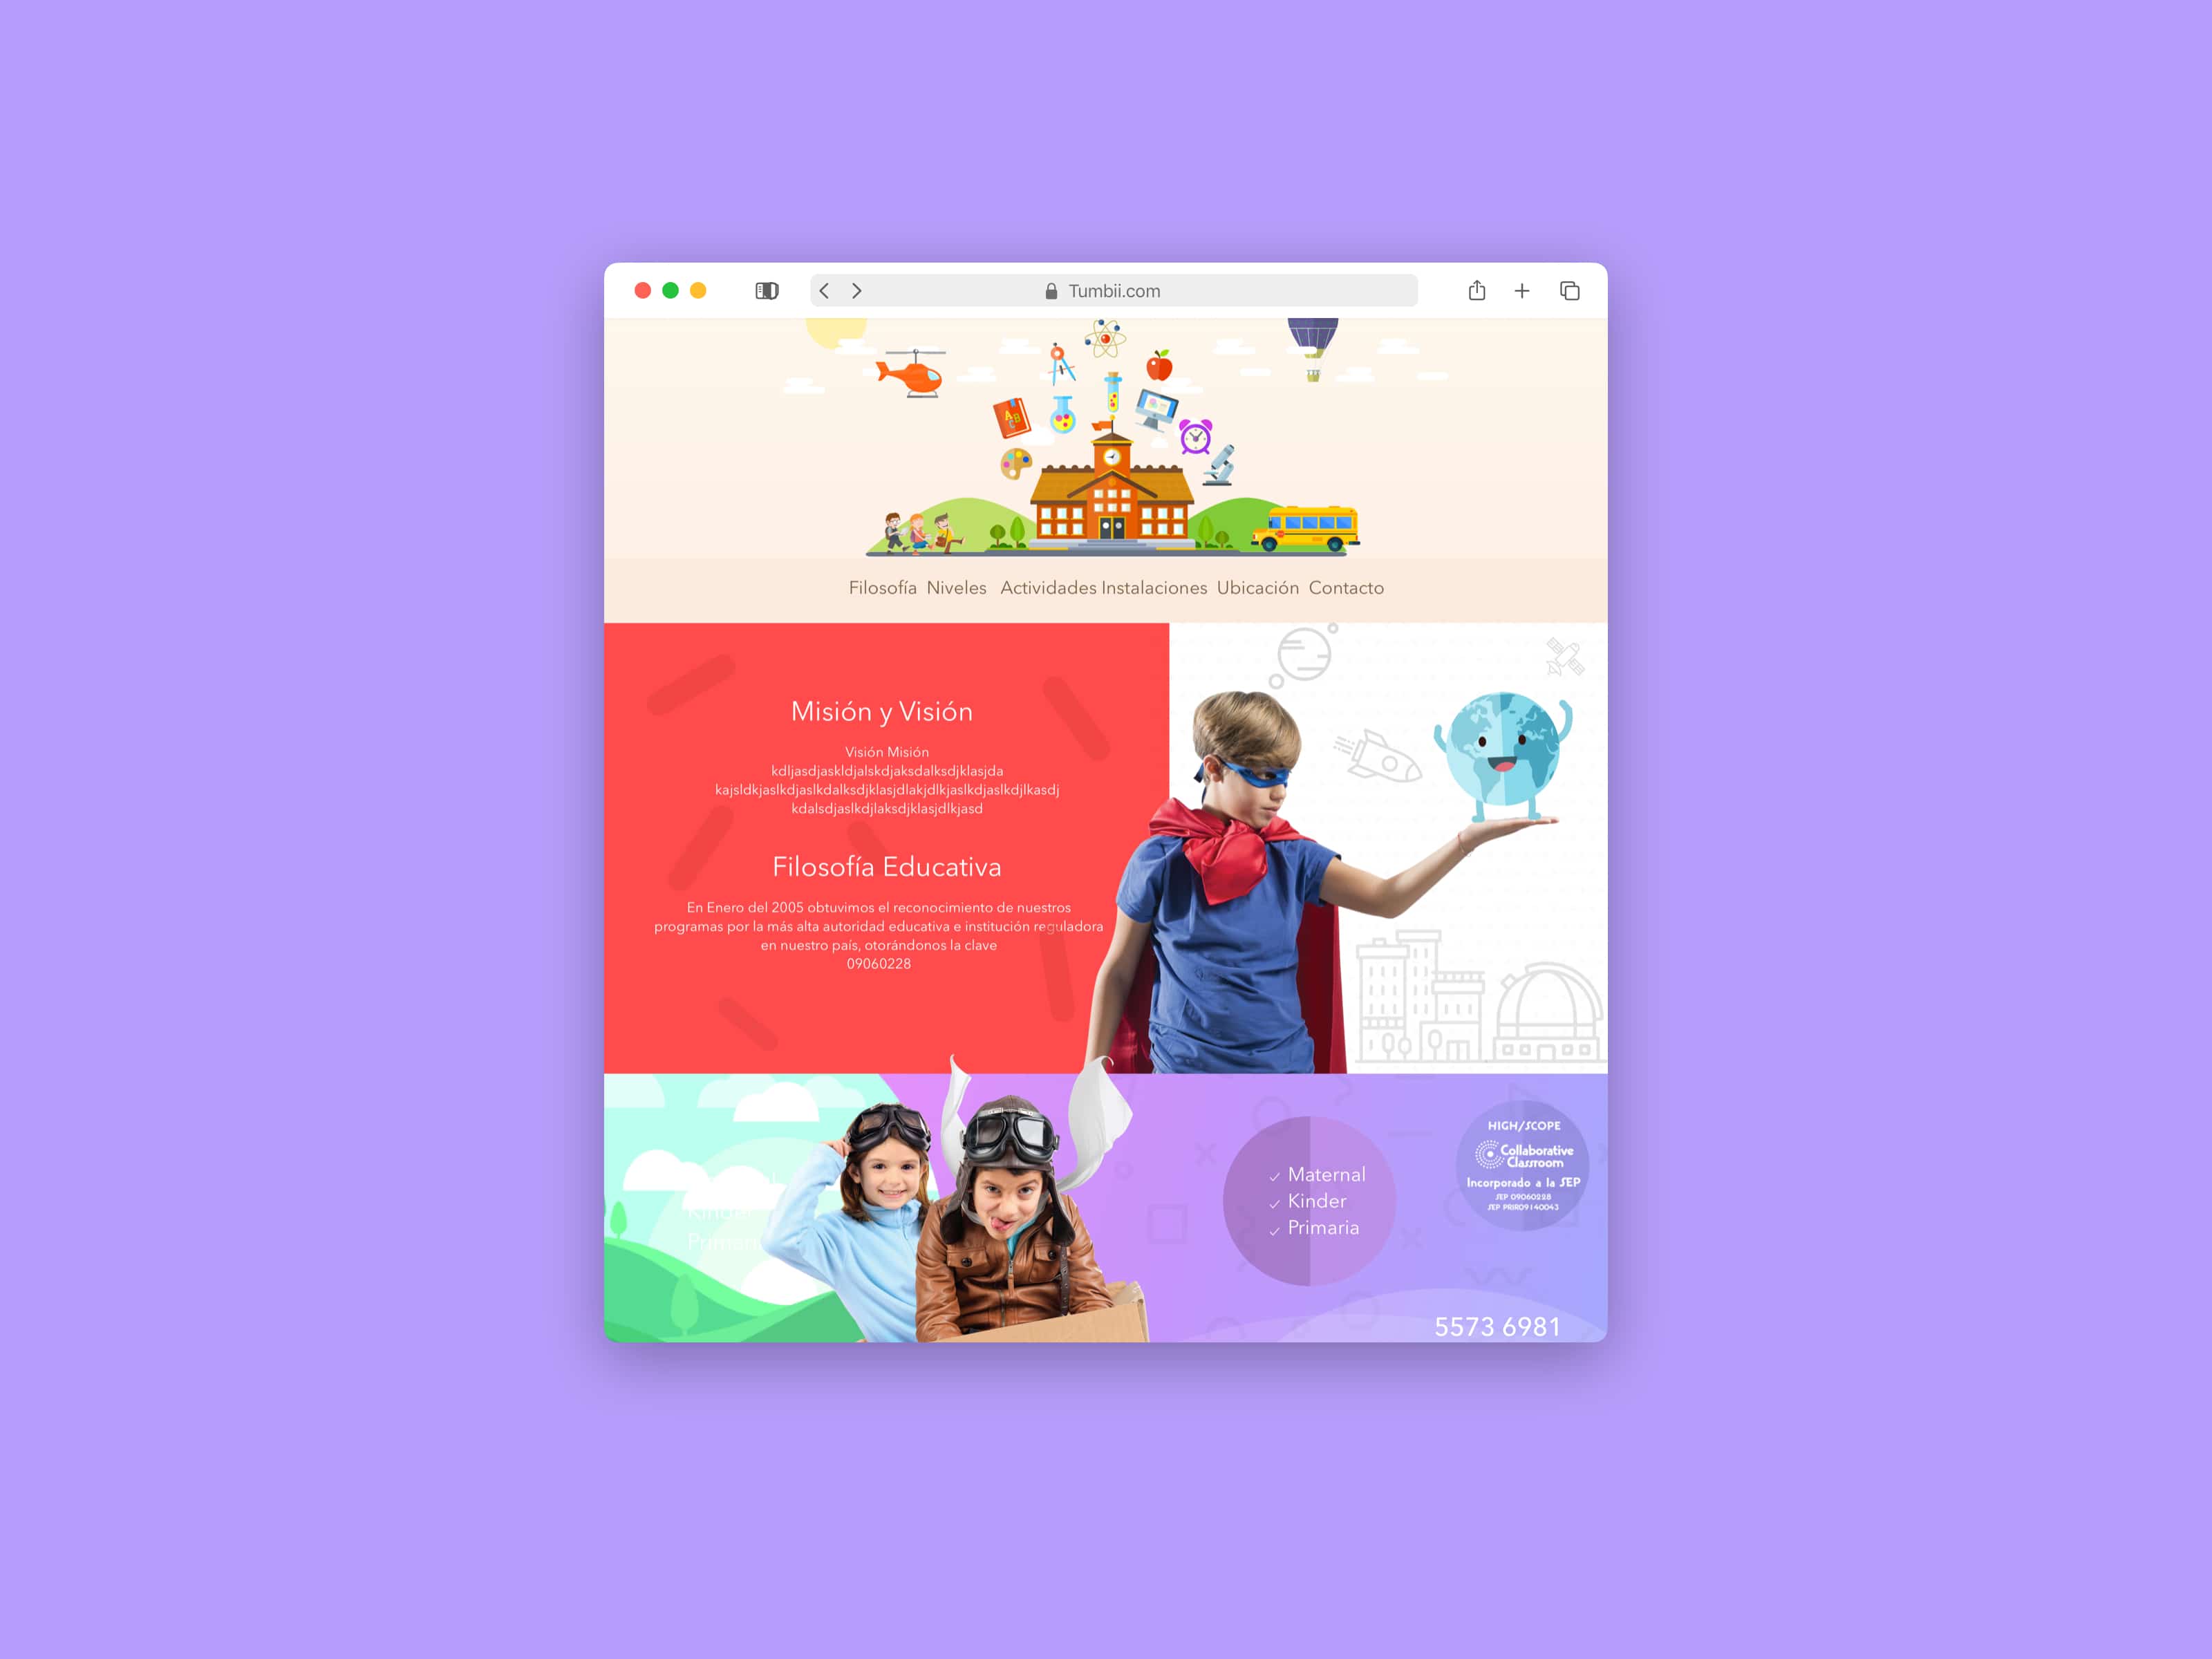 Tumbii.com
A B C
Filosofía Niveles Actividades Instalaciones Ubicación Contacto
Misión y Visión
Visión Misión
kdljasdjaskldjalskdjaksdalksdjklasjda
kajsldkjaslkdjaslkdalksdjklasjdlakjdlkjaslkdjaslkdjlkasdj
kdalsdjaslkdjlaksdjklasjdlkjasd
Filosofía Educativa
En Enero del 2005 obtuvimos el reconocimiento de nuestros
programas por la más alta autoridad educativa e institución reguladora
en nuestro país, otorándonos la clave
09060228
Maternal
Kinder
Primaria
HIGH/SCOPE
Collaborative
Classroom
Incorporado a la SEP
SEP 09060228
SEP PRIRO9140043
5573 6981